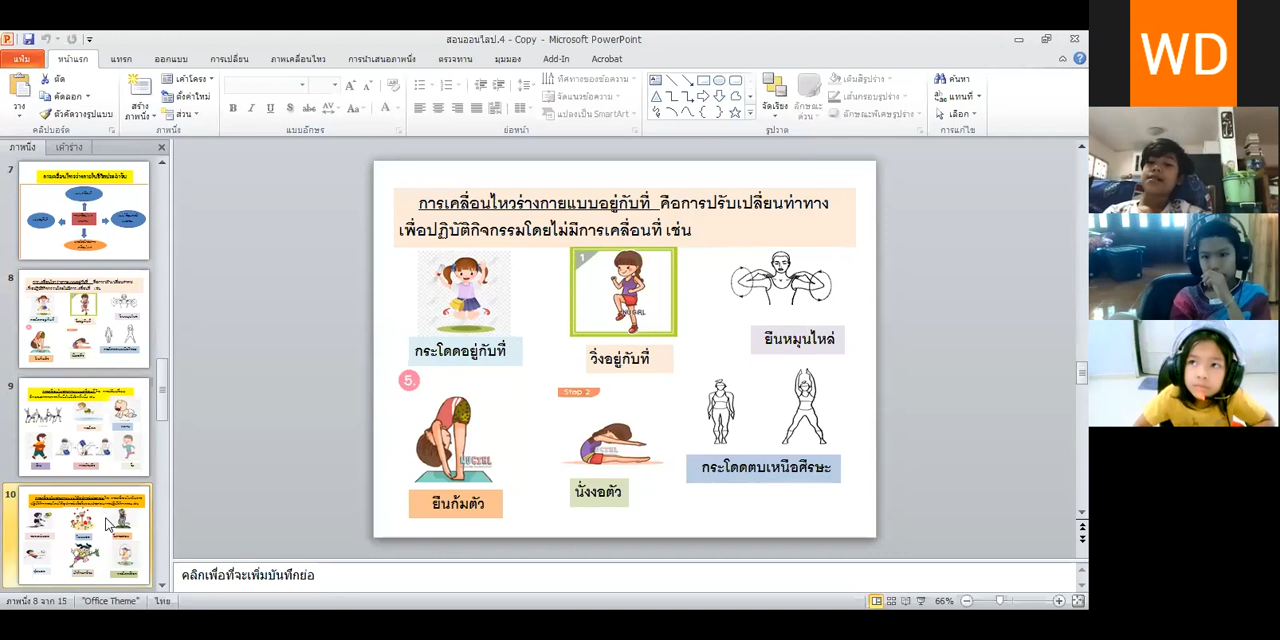 สอนออนไลป.4 - Copy - Microsoft PowerPoint
แฟ้ม
หน้าแรก
แทรก
ออกแบบ
การเปลี่ยน
ภาพเคลื่อนไหว
การนำเสนอภาพนิ่ง
ตรวจทาน
มุมมอง
Add-In
Acrobat
วาง
ตัด
คัดลอก
ตัวคัดวางรูปแบบ
คลิปบอร์ด
สร้าง
ภาพนิ่ง
เค้าโครง
ตั้งค่าใหม่
ส่วน
ภาพนิ่ง
แบบอักษร
ทิศทางของข้อความ
จัดแนวข้อความ
แปลงเป็น SmartArt
ย่อหน้า
จัดเรียง
ลักษณะ
ด่วน
เติมสีรูปร่าง
เส้นกรอบรูปร่าง
ลักษณะพิเศษรูปร่าง
รูปวาด
ค้นหา
แทนที่
เลือก
การแก้ไข
ภาพนิ่ง
เค้าร่าง
7
8
9
10
การเคลื่อนไหวร่างกายแบบอยู่กับที่ คือการปรับเปลี่ยนท่าทาง
เพื่อปฏิบัติกิจกรรมโดยไม่มีการเคลื่อนที่ เช่น
1
กระโดดอยู่กับที่
วิ่งอยู่กับที่
ยืนหมุนไหล่
5.
Step 2
ยืนก้มตัว
นั่งงอตัว
กระโดดตบเหนือศีรษะ
คลิกเพื่อที่จะเพิ่มบันทึกย่อ
ภาพนิ่ง 8 จาก 15
"Office Theme"
ไทย
66%
WD